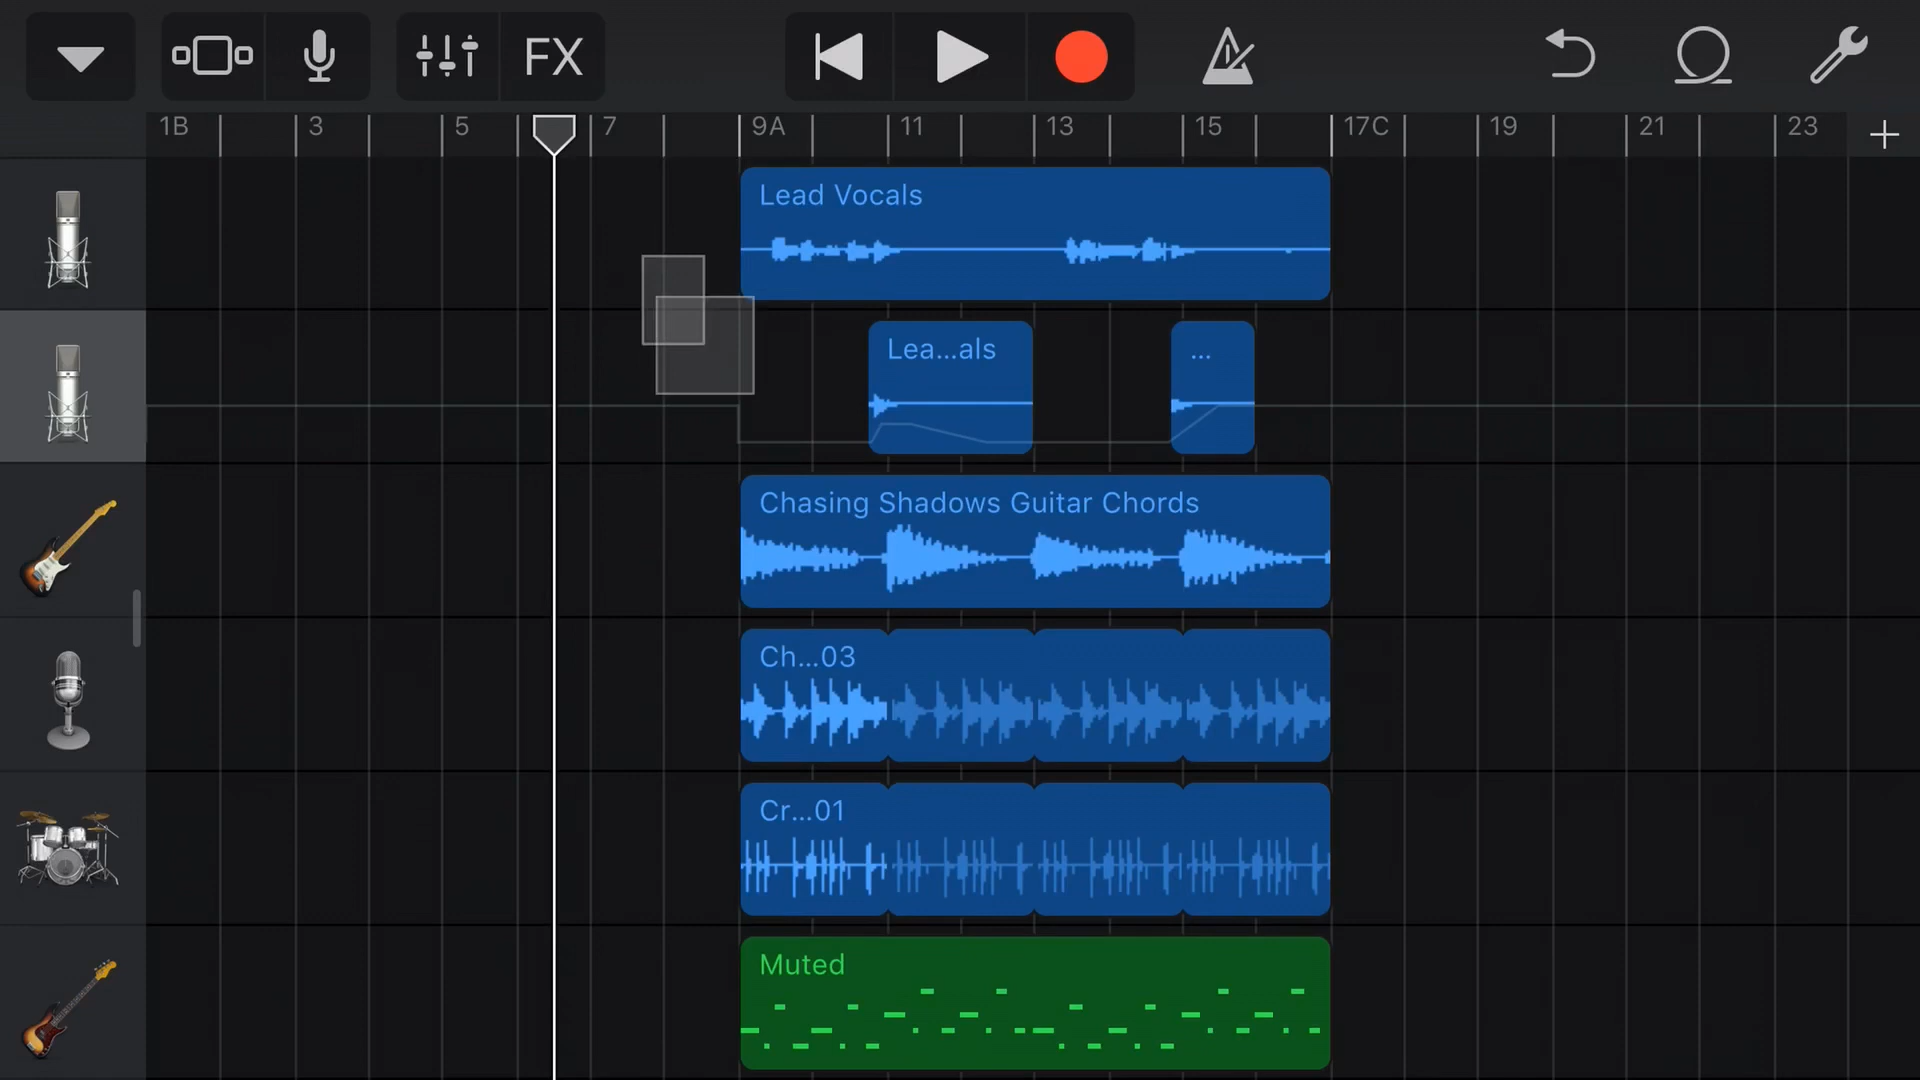 FX
1B 3 5 7 9A 11 13 15 17C 19 21 23
Lead Vocals
Lea...als ...
Chasing Shadows Guitar Chords
Ch...03
Cr...01
Muted